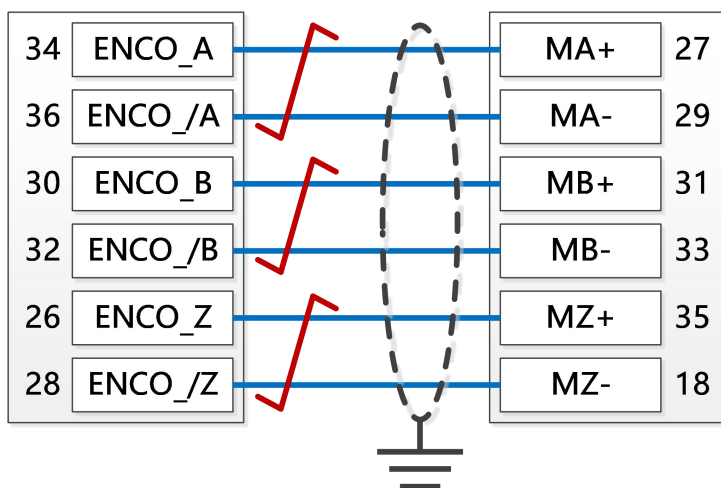 34 ENCO_A MA+ 27
36 ENCO_/A MA- 29
30 ENCO_B MB+ 31
32 ENCO_/B MB- 33
26 ENCO_Z MZ+ 35
28 ENCO_/Z MZ- 18